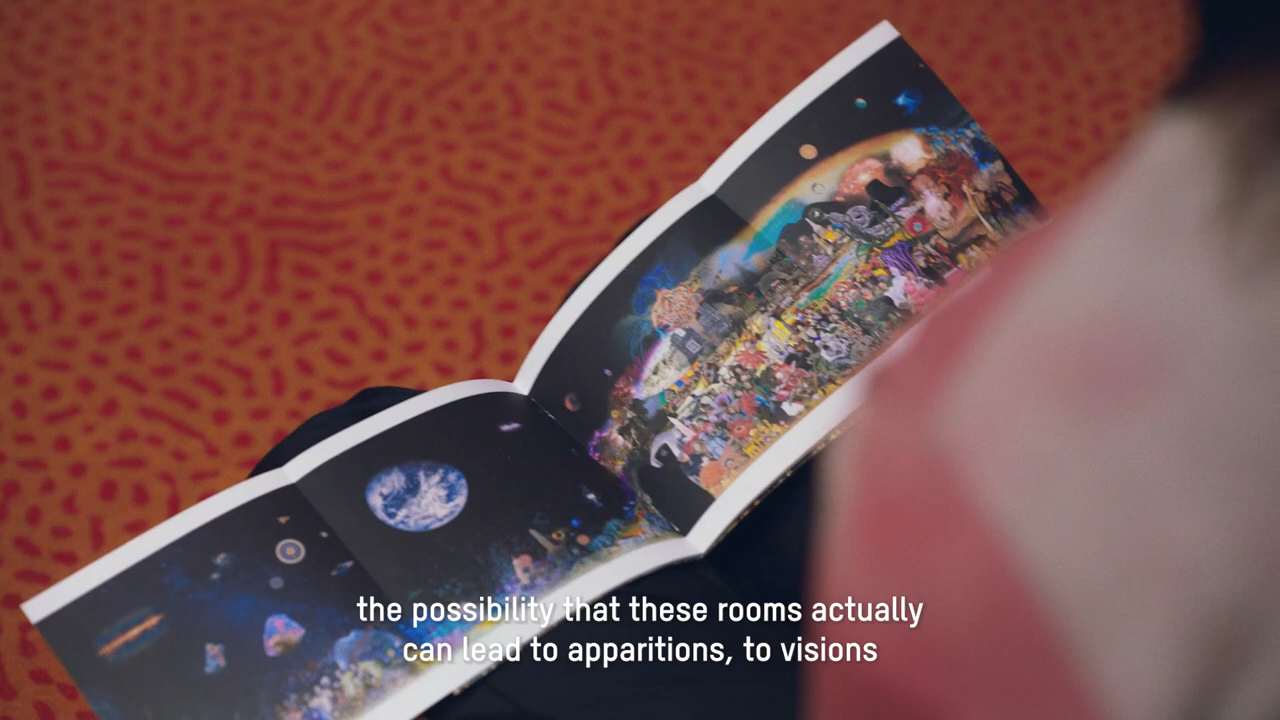 the possibility that these rooms actually
can lead to apparitions, to visions